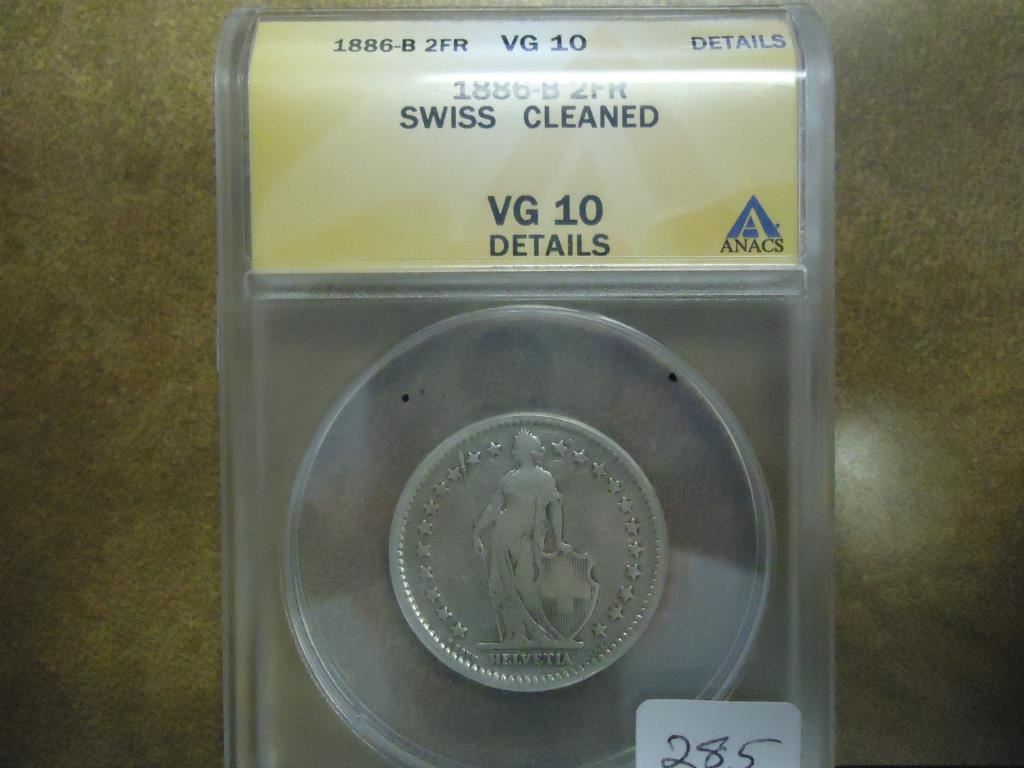 1886-B 2FR VG 10 DETAILS
1886-B 2FR
SWISS CLEANED
VG 10
DETAILS
ANACS
HELVETIA
285